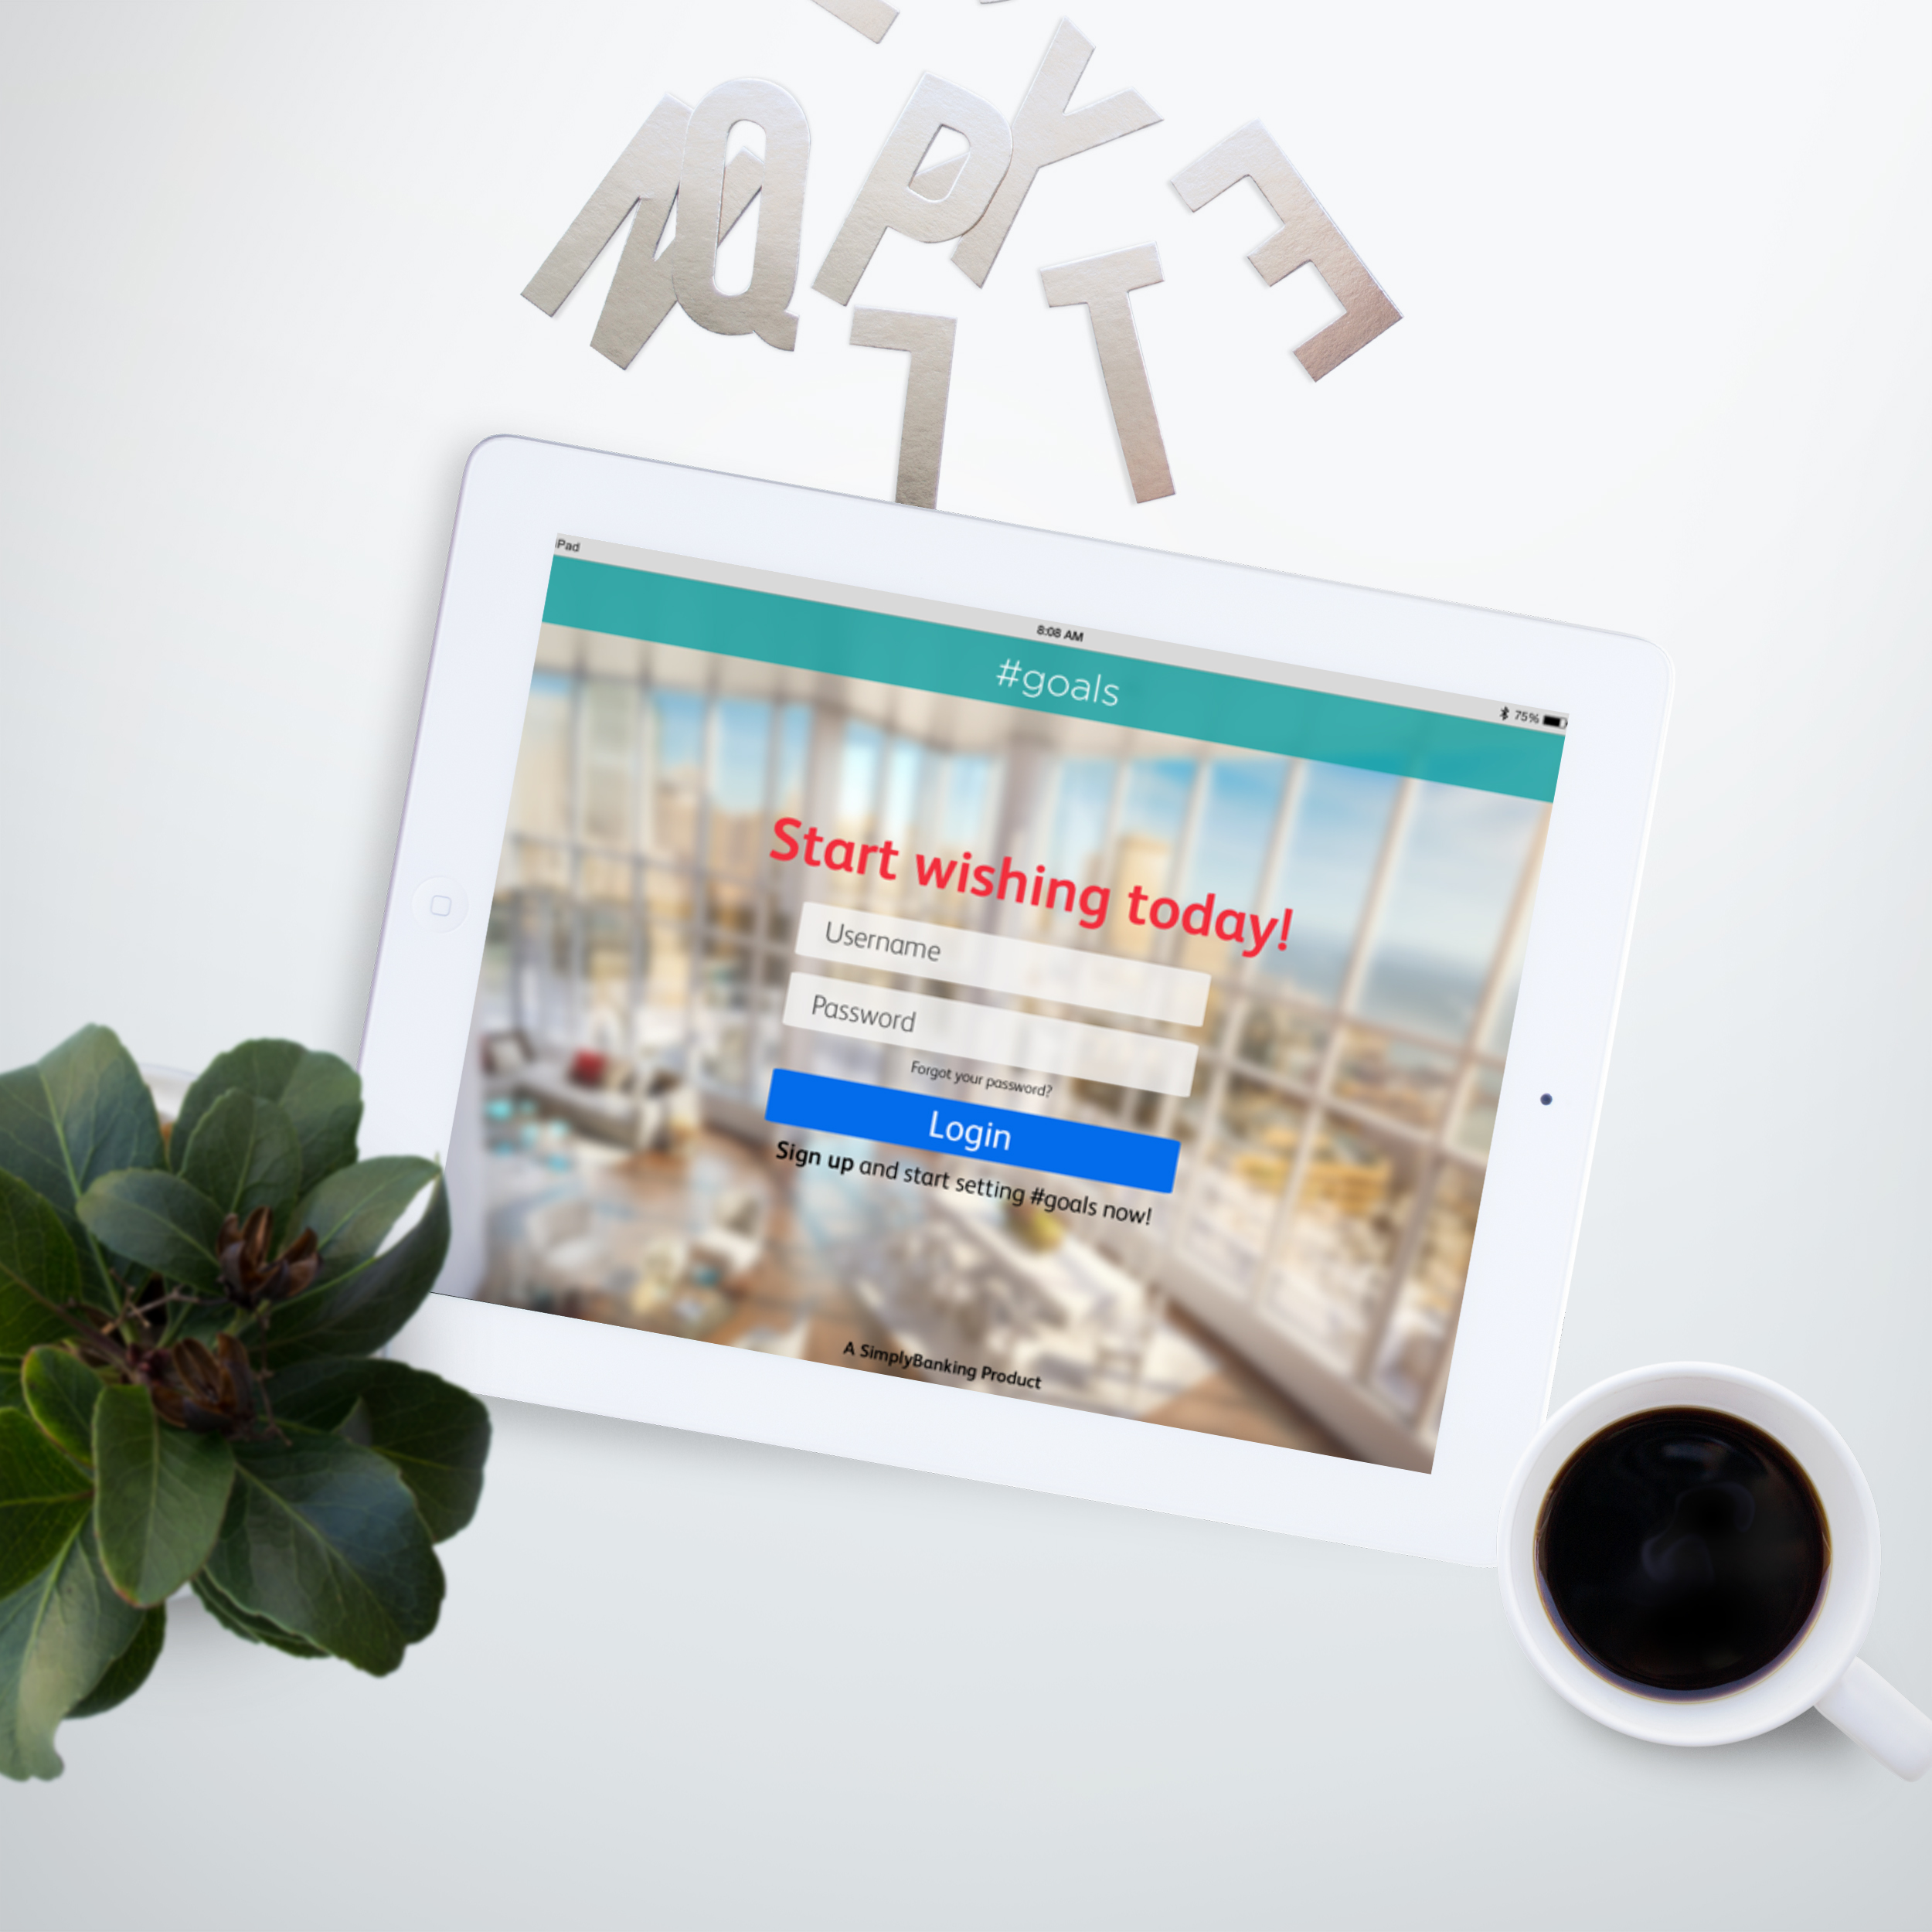 N Q P Y E
L T
iPad 8:08 AM 75%
#goals
Start wishing today!
Username
Password
Forgot your password?
Login
Sign up and start setting #goals now!
A SimplyBanking Product